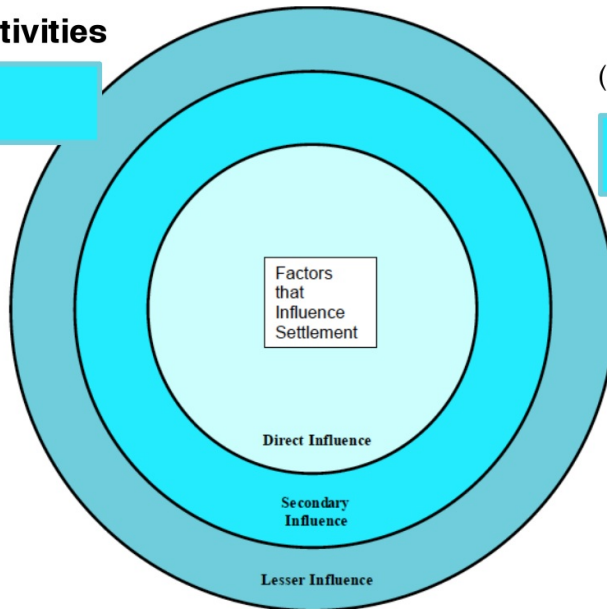 tivities
(
Factors
that
Influence
Settlement
Direct Influence
Secondary
Influence
Lesser Influence